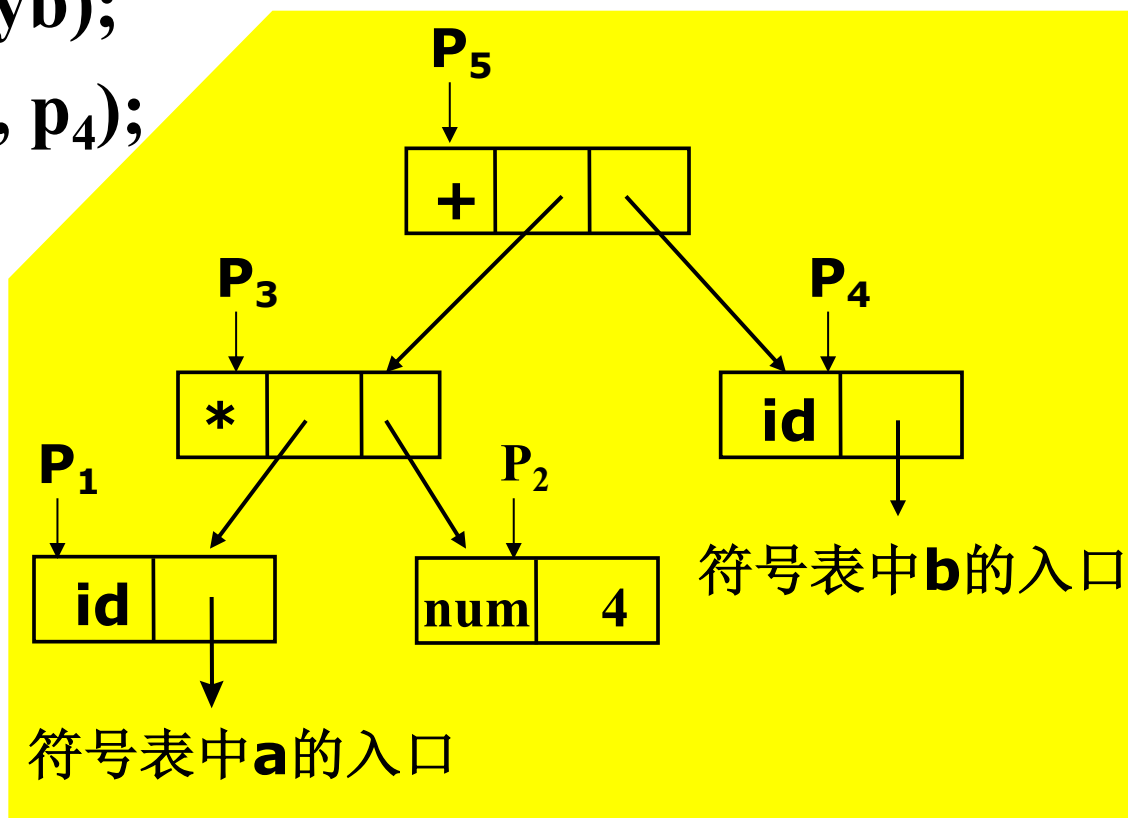 yb);
, p₄);
P₅
+
P₃
P₄
*
id
P₁
P₂
id
num 4
符号表中b的入口
符号表中a的入口